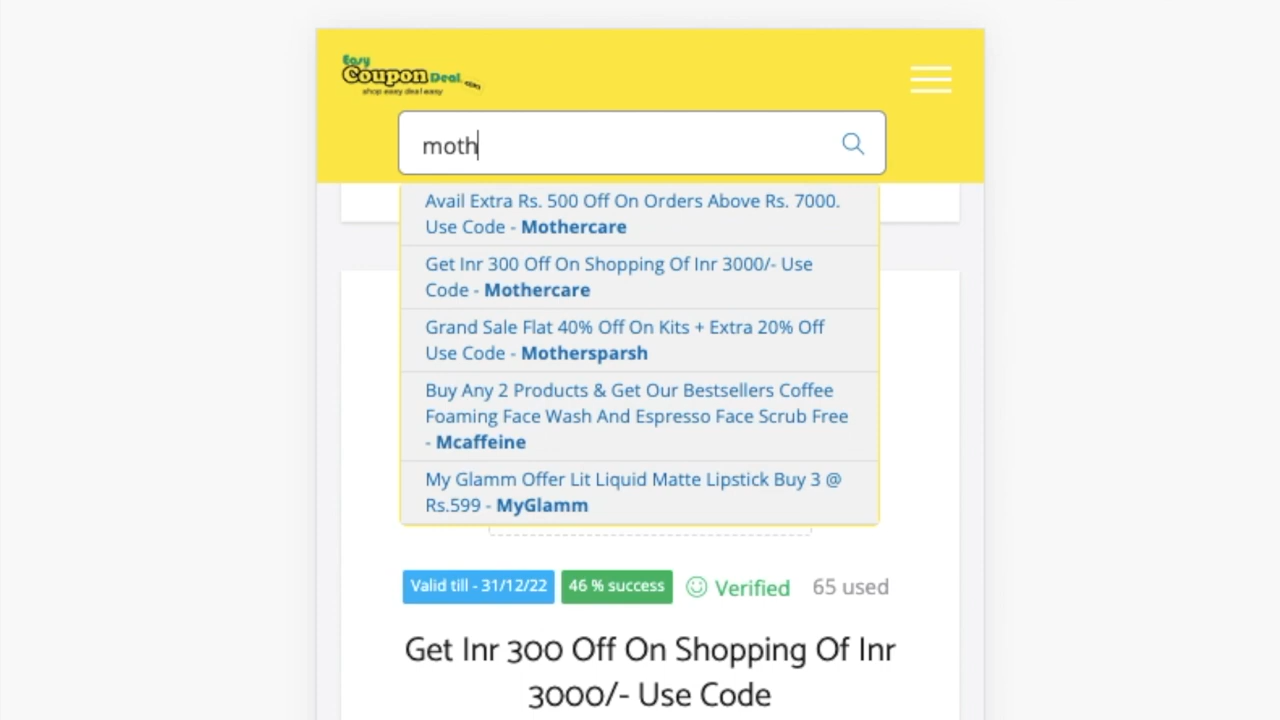 Easy
Coupon Deal .com
shop easy deal easy
moth
Avail Extra Rs. 500 Off On Orders Above Rs. 7000.
Use Code - Mothercare
Get Inr 300 Off On Shopping Of Inr 3000/- Use
Code - Mothercare
Grand Sale Flat 40% Off On Kits + Extra 20% Off
Use Code - Mothersparsh
Buy Any 2 Products & Get Our Bestsellers Coffee
Foaming Face Wash And Espresso Face Scrub Free
- Mcaffeine
My Glamm Offer Lit Liquid Matte Lipstick Buy 3 @
Rs.599 - MyGlamm
Valid till - 31/12/22 46 % success Verified 65 used
Get Inr 300 Off On Shopping Of Inr
3000/- Use Code